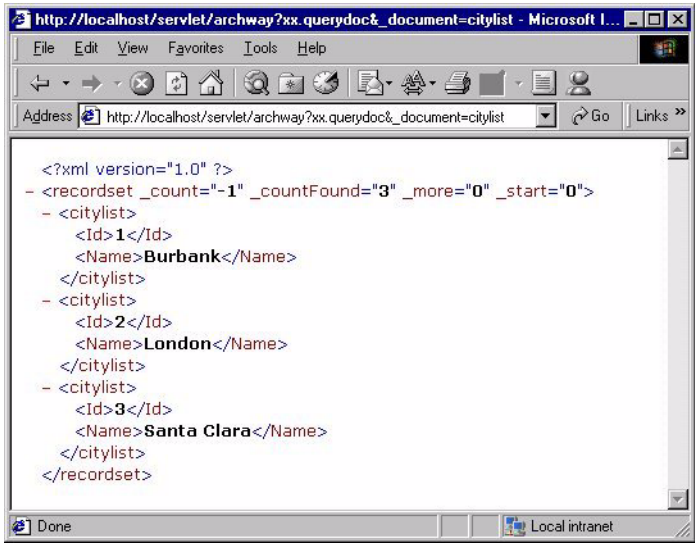 http://localhost/servlet/archway?xx.querydoc&_document=citylist - Microsoft I...
File Edit View Favorites Tools Help
Address http://localhost/servlet/archway?xx.querydoc&_document=citylist Go Links »
<?xml version="1.0" ?>
- <recordset _count="-1" _countFound="3" _more="0" _start="0">
- <citylist>
<Id>1</Id>
<Name>Burbank</Name>
</citylist>
- <citylist>
<Id>2</Id>
<Name>London</Name>
</citylist>
- <citylist>
<Id>3</Id>
<Name>Santa Clara</Name>
</citylist>
</recordset>
Done Local intranet